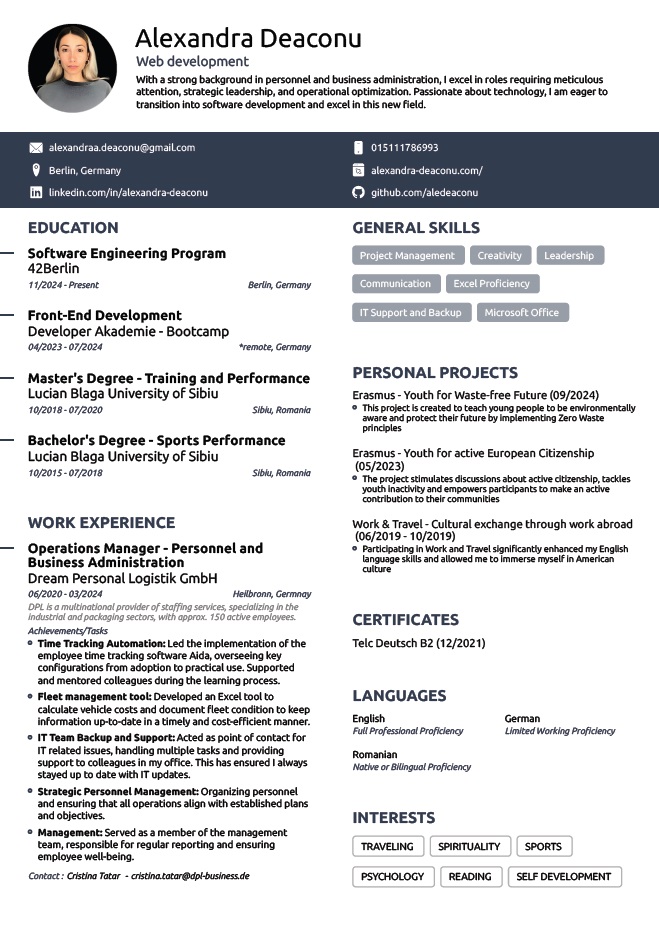 Alexandra Deaconu
Web development
With a strong background in personnel and business administration, I excel in roles requiring meticulous
attention, strategic leadership, and operational optimization. Passionate about technology, I am eager to
transition into software development and excel in this new field.
alexandraa.deaconu@gmail.com
015111786993
Berlin, Germany
alexandra-deaconu.com/
linkedin.com/in/alexandra-deaconu
github.com/aledeaconu
EDUCATION
Software Engineering Program
42Berlin
11/2024 - Present
Berlin, Germany
Front-End Development
Developer Akademie - Bootcamp
04/2023 - 07/2024
*remote, Germany
Master's Degree - Training and Performance
Lucian Blaga University of Sibiu
10/2018 - 07/2020
Sibiu, Romania
Bachelor's Degree - Sports Performance
Lucian Blaga University of Sibiu
10/2015 - 07/2018
Sibiu, Romania
WORK EXPERIENCE
Operations Manager - Personnel and
Business Administration
Dream Personal Logistik GmbH
06/2020 - 03/2024
Heilbronn, Germnay
DPL is a multinational provider of staffing services, specializing in the
industrial and packaging sectors, with approx. 150 active employees.
Achievements/Tasks
Time Tracking Automation: Led the implementation of the
employee time tracking software Aida, overseeing key
configurations from adoption to practical use. Supported
and mentored colleagues during the learning process.
Fleet management tool: Developed an Excel tool to
calculate vehicle costs and document fleet condition to keep
information up-to-date in a timely and cost-efficient manner.
IT Team Backup and Support: Acted as point of contact for
IT related issues, handling multiple tasks and providing
support to colleagues in my office. This has ensured I always
stayed up to date with IT updates.
Strategic Personnel Management: Organizing personnel
and ensuring that all operations align with established plans
and objectives.
Management: Served as a member of the management
team, responsible for regular reporting and ensuring
employee well-being.
Contact : Cristina Tatar - cristina.tatar@dpl-business.de
GENERAL SKILLS
Project Management
Creativity
Leadership
Communication
Excel Proficiency
IT Support and Backup
Microsoft Office
PERSONAL PROJECTS
Erasmus - Youth for Waste-free Future (09/2024)
This project is created to teach young people to be environmentally
aware and protect their future by implementing Zero Waste
principles
Erasmus - Youth for active European Citizenship
(05/2023)
The project stimulates discussions about active citizenship, tackles
youth inactivity and empowers participants to make an active
contribution to their communities
Work & Travel - Cultural exchange through work abroad
(06/2019 - 10/2019)
Participating in Work and Travel significantly enhanced my English
language skills and allowed me to immerse myself in American
culture
CERTIFICATES
Telc Deutsch B2 (12/2021)
LANGUAGES
English
Full Professional Proficiency
German
Limited Working Proficiency
Romanian
Native or Bilingual Proficiency
INTERESTS
TRAVELING
SPIRITUALITY
SPORTS
PSYCHOLOGY
READING
SELF DEVELOPMENT